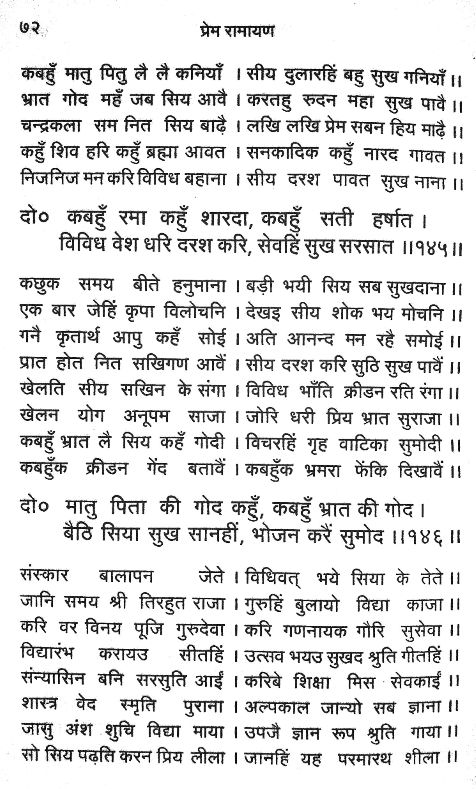 ७२
प्रेम रामायण
कबहुँ मातु पितु लै लै कनियाँ । सीय दुलारहिं बहु सुख गनियाँ ।।
भ्रात गोद महँ जब सिय आवै । करतहु रुदन महा सुख पावै ।।
चन्द्रकला सम नित सिय बाढ़ै । लखि लखि प्रेम सबन हिय माढ़ै ।।
कहुँ शिव हरि कहुँ ब्रह्मा आवत । सनकादिक कहुँ नारद गावत ।।
निजनिज मन करि विविध बहाना । सीय दरश पावत सुख नाना ।।
दो० कबहुँ रमा कहुँ शारदा, कबहुँ सती हर्षात ।
विविध वेश धरि दरश करि, सेवहिं सुख सरसात ।।१४५।।
कछुक समय बीते हनुमाना । बड़ी भयी सिय सब सुखदाना ।।
एक बार जेहिं कृपा विलोचनि । देखइ सीय शोक भय मोचनि ।।
गनै कृतार्थ आपु कहँ सोई । अति आनन्द मन रहै समोई ।।
प्रात होत नित सखिगण आवैं । सीय दरश करि सुठि सुख पावैं ।।
खेलति सीय सखिन के संगा । विविध भाँति क्रीडन रति रंगा ।।
खेलन योग अनूपम साजा । जोरि धरी प्रिय भ्रात सुराजा ।।
कबहुँ भ्रात लै सिय कहँ गोदी । विचरहिं गृह वाटिका सुमोदी ।।
कबहुँक क्रीडन गेंद बतावैं । कबहुँक भ्रमरा फेंकि दिखावैं ।।
दो० मातु पिता की गोद कहुँ, कबहुँ भ्रात की गोद ।
बैठि सिया सुख सानहीं, भोजन करैं सुमोद ।।१४६।।
संस्कार बालापन जेते । विधिवत् भये सिया के तेते ।।
जानि समय श्री तिरहुत राजा । गुरुहिं बुलायो विद्या काजा ।।
करि वर विनय पूजि गुरुदेवा । करि गणनायक गौरि सुसेवा ।।
विद्यारंभ करायउ सीतहिं । उत्सव भयउ सुखद श्रुति गीतहिं ।।
संन्यासिन बनि सरसुति आईं । करिबे शिक्षा मिस सेवकाईं ।।
शास्त्र वेद स्मृति पुराना । अल्पकाल जान्यो सब ज्ञाना ।।
जासु अंश शुचि विद्या माया । उपजै ज्ञान रूप श्रुति गाया ।।
सो सिय पढ़ति करन प्रिय लीला । जानहिं यह परमारथ शीला ।।